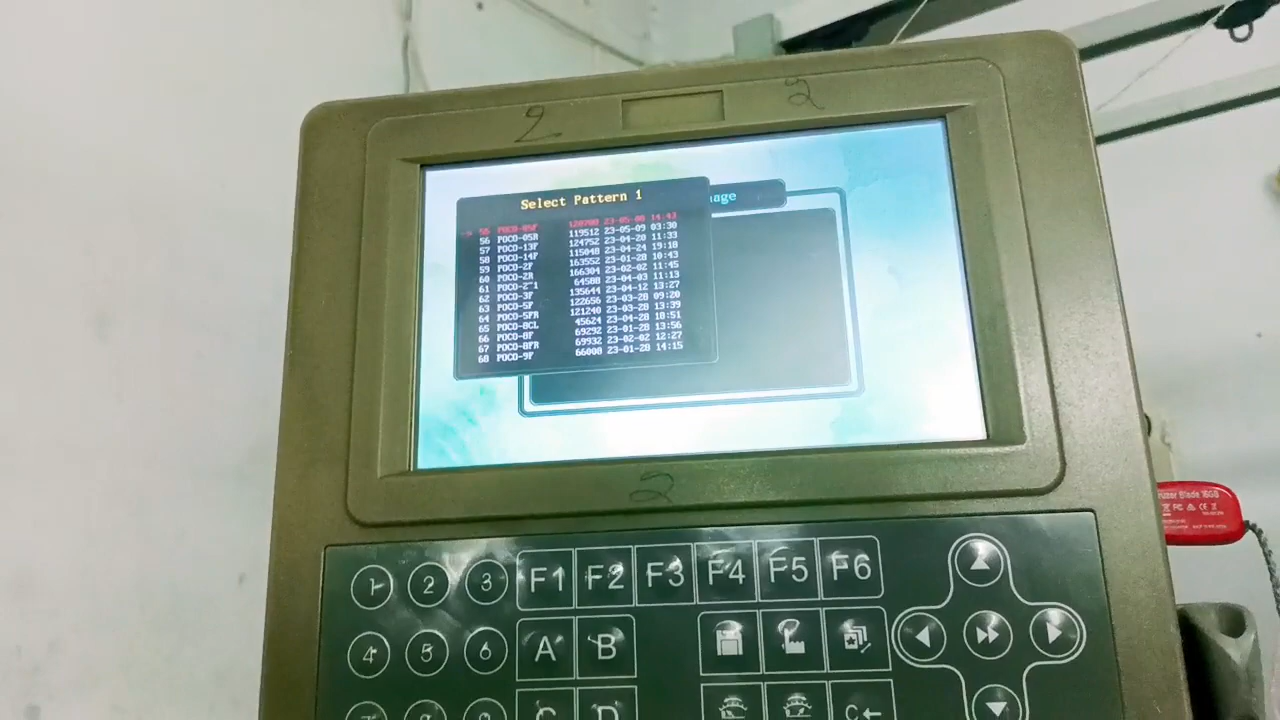 2
2
Select Pattern 1
uage
56 POCO-05R 119512 23-05-09 03:30
57 POCO-13F 124752 23-04-20 11:33
58 POCO-14F 115048 23-04-24 19:18
59 POCO-2F 163552 23-01-28 10:43
60 POCO-2R 166304 23-02-02 11:45
61 POCO-2~1 64588 23-04-03 11:13
62 POCO-3F 135644 23-04-12 13:27
63 POCO-5F 122656 23-03-28 09:20
64 POCO-5FR 121240 23-03-28 13:39
65 POCO-8CL 45624 23-04-28 18:51
66 POCO-8F 69292 23-01-28 13:56
67 POCO-8FR 69932 23-02-02 12:27
68 POCO-9F 66008 23-01-28 14:15
2
ruzer Blade 16GB
1 2 3 F1 F2 F3 F4 F5 F6
4 5 6 A B
C D C←